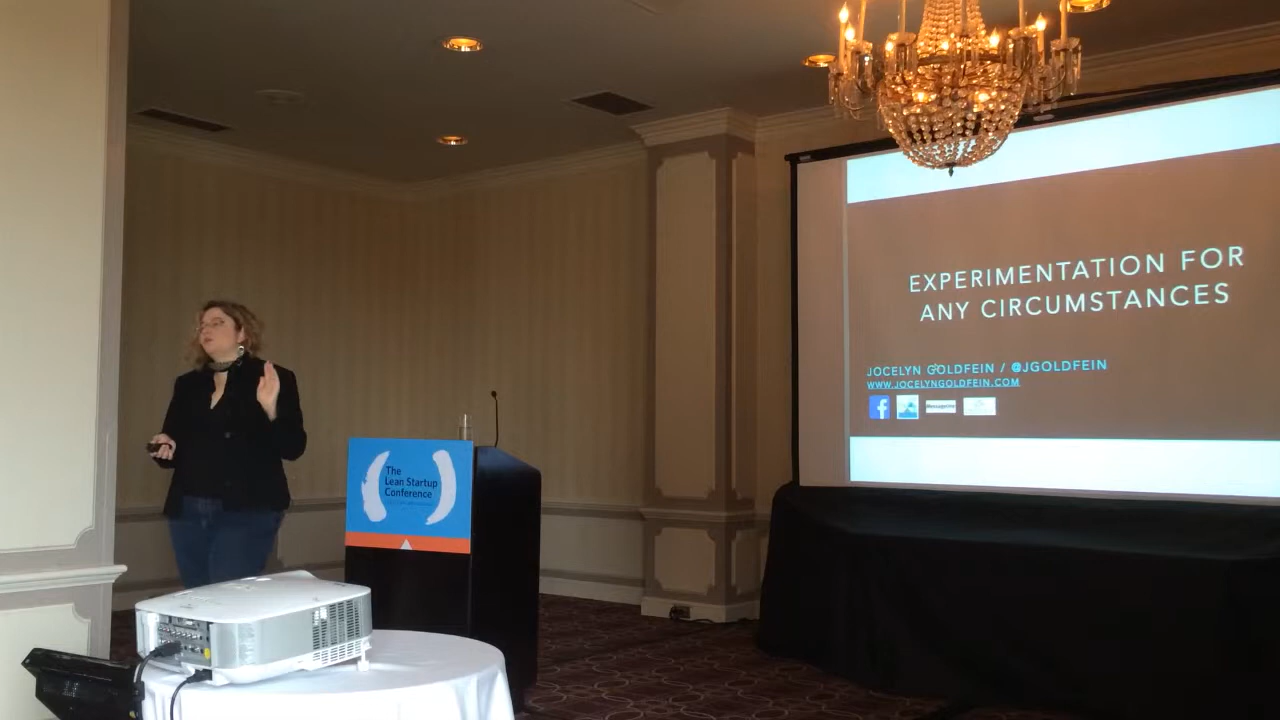 The
Lean Startup
Conference
EXPERIMENTATION FOR
ANY CIRCUMSTANCES
JOCELYN GOLDFEIN / @JGOLDFEIN
WWW.JOCELYNGOLDFEIN.COM
f